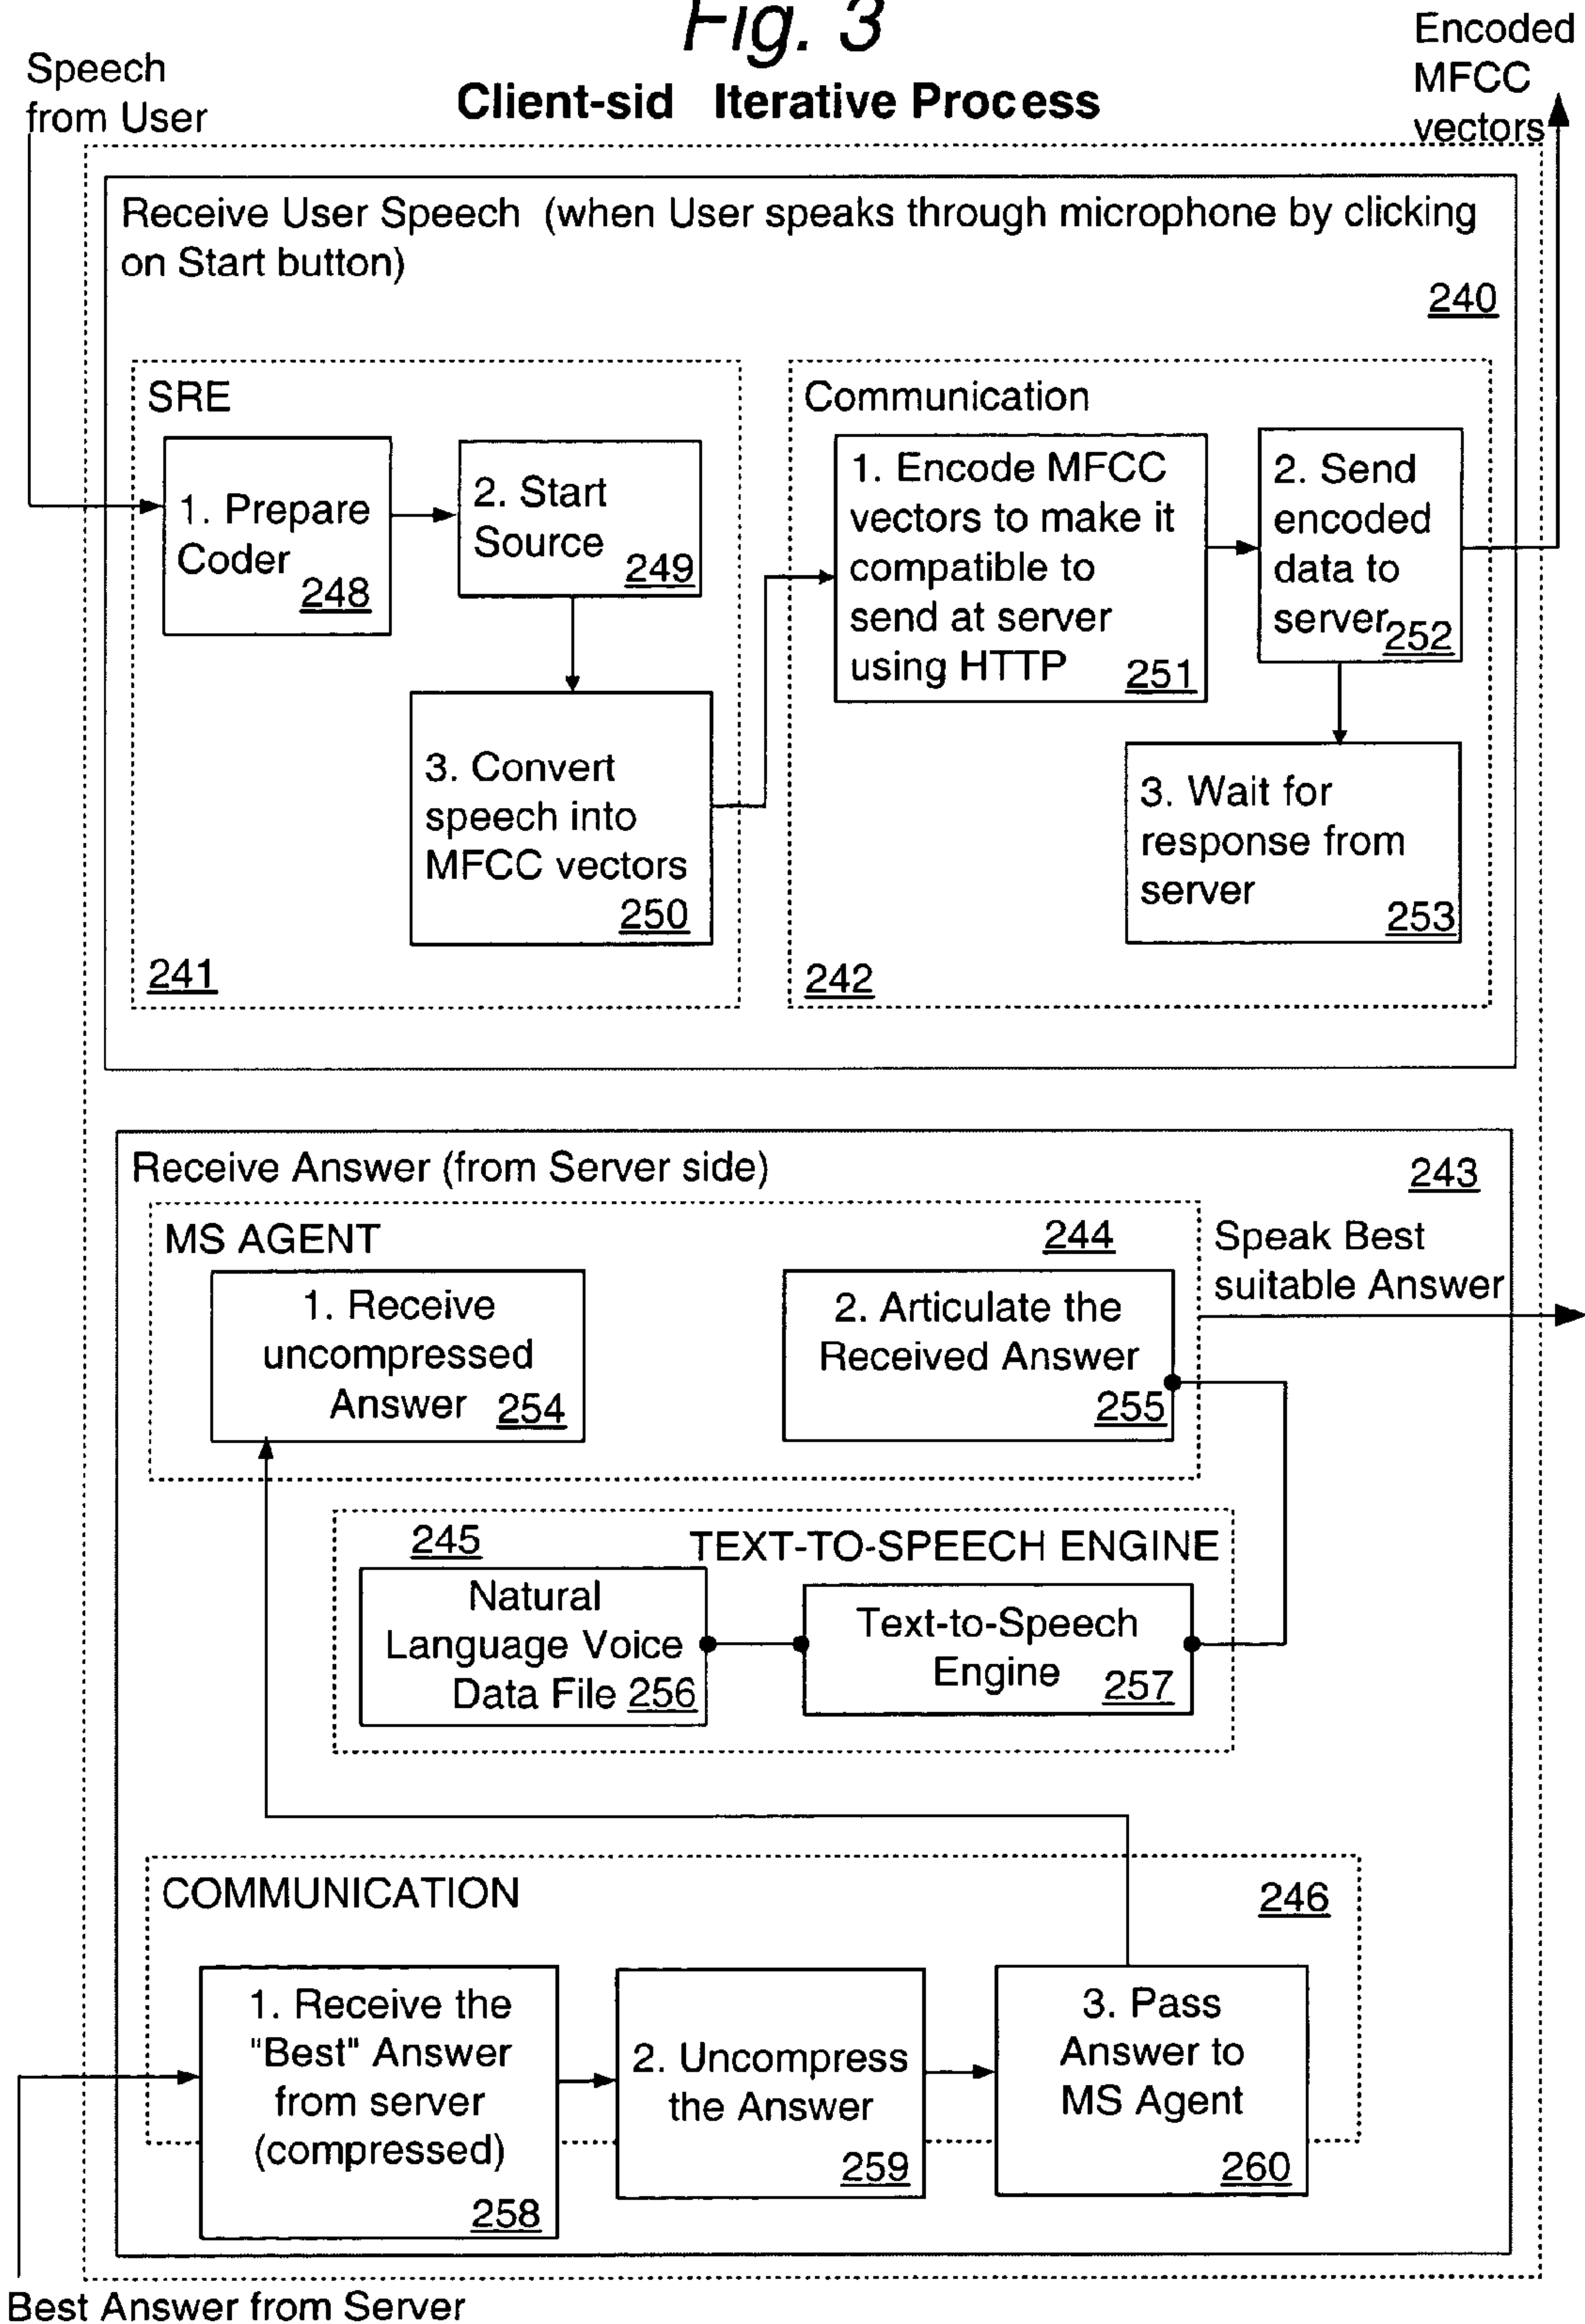 Fig. 3
Client-sid Iterative Process
Speech
from User
Encoded
MFCC
vectors
Receive User Speech (when User speaks through microphone by clicking
on Start button)
240
SRE
1. Prepare
Coder
248
2. Start
Source
249
3. Convert
speech into
MFCC vectors
250
241
Communication
1. Encode MFCC
vectors to make it
compatible to
send at server
using HTTP
251
2. Send
encoded
data to
server
252
3. Wait for
response from
server
253
242
Receive Answer (from Server side)
243
MS AGENT
244
1. Receive
uncompressed
Answer 254
2. Articulate the
Received Answer
255
Speak Best
suitable Answer
245
TEXT-TO-SPEECH ENGINE
Natural
Language Voice
Data File 256
Text-to-Speech
Engine
257
COMMUNICATION
246
1. Receive the
"Best" Answer
from server
(compressed)
258
2. Uncompress
the Answer
259
3. Pass
Answer to
MS Agent
260
Best Answer from Server